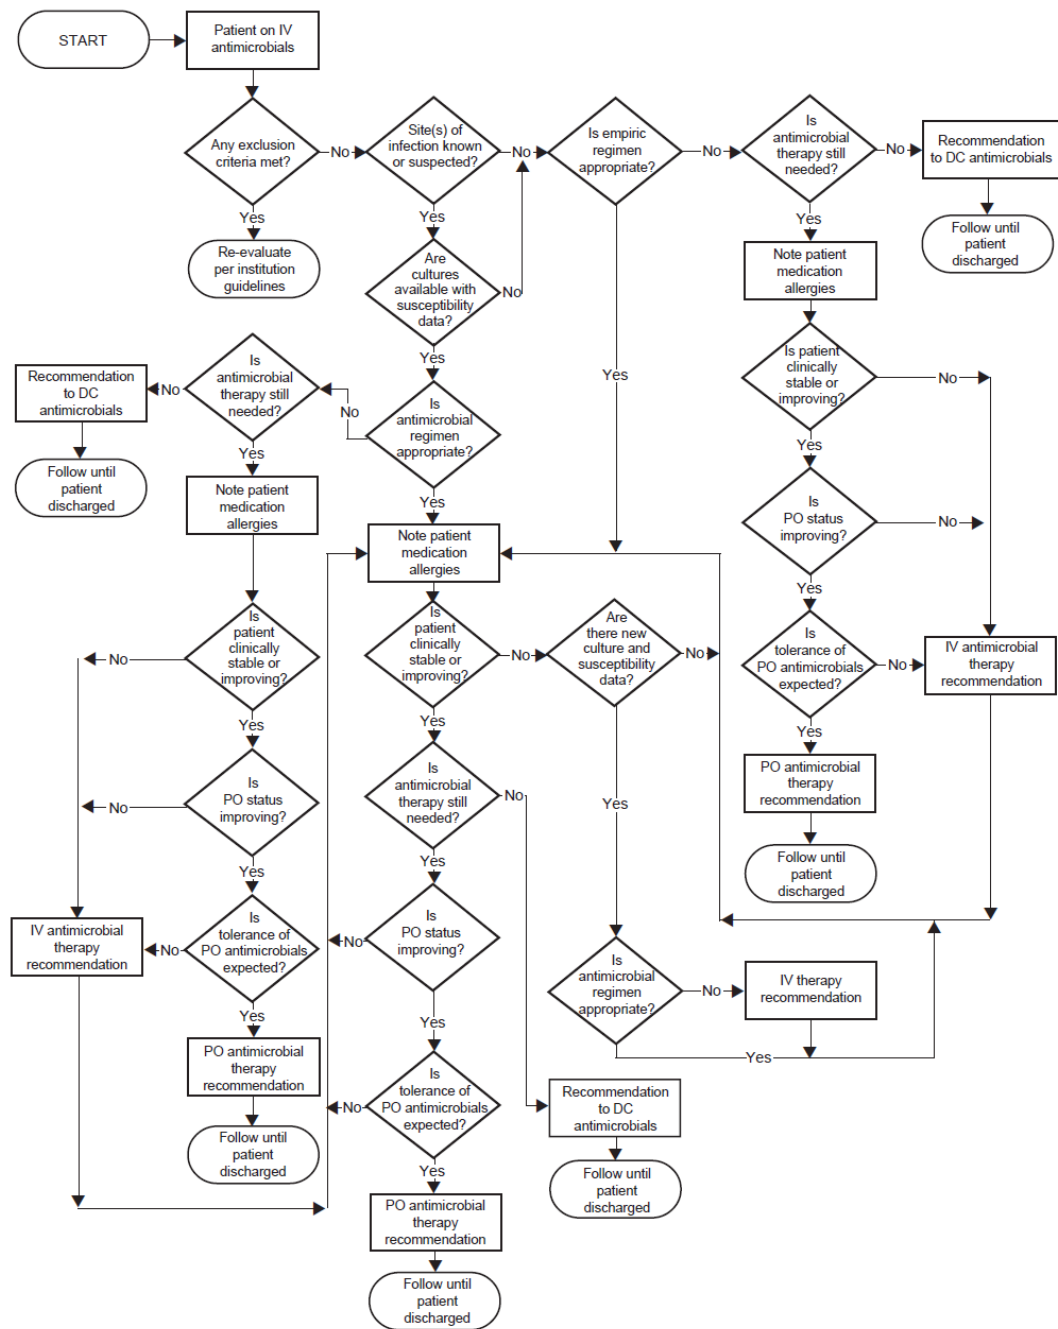 START
Patient on IV
antimicrobials
Any exclusion
criteria met?
No
Site(s) of
infection known
or suspected?
No
Is empiric
regimen
appropriate?
No
Is
antimicrobial
therapy still
needed?
No
Recommendation
to DC antimicrobials
Follow until
patient
discharged
Yes
Re-evaluate
per institution
guidelines
Yes
Are
cultures
available with
susceptibility
data?
No
Yes
Note patient
medication
allergies
Is patient
clinically
stable or
improving?
No
Yes
Is
PO status
improving?
No
Yes
Is
tolerance of
PO antimicrobials
expected?
No
IV antimicrobial
therapy
recommendation
Yes
PO antimicrobial
therapy
recommendation
Follow until
patient
discharged
Yes
Yes
Is
antimicrobial
regimen
appropriate?
No
Is
antimicrobial
therapy still
needed?
No
Recommendation
to DC
antimicrobials
Follow until
patient
discharged
Yes
Note patient
medication
allergies
Is
patient
clinically
stable or
improving?
No
Yes
Is
PO status
improving?
No
Yes
Is
tolerance of
PO antimicrobials
expected?
No
IV antimicrobial
therapy
recommendation
Yes
PO antimicrobial
therapy
recommendation
Follow until
patient
discharged
Yes
Note patient
medication
allergies
Is
patient
clinically
stable or
improving?
No
Are
there new
culture and
susceptibility
data?
No
Yes
Is
antimicrobial
regimen
appropriate?
No
IV therapy
recommendation
Yes
Yes
Is
antimicrobial
therapy still
needed?
No
Recommendation
to DC
antimicrobials
Follow until
patient
discharged
Yes
Is
PO status
improving?
No
Yes
Is
tolerance of
PO antimicrobials
expected?
No
Yes
PO antimicrobial
therapy
recommendation
Follow until
patient
discharged